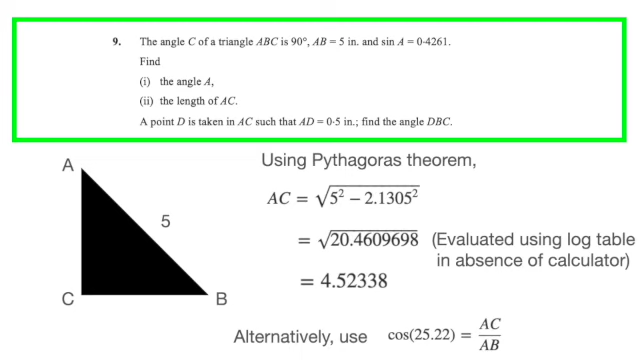 9. The angle C of a triangle ABC is 90°, AB = 5 in. and sin A = 0·4261.
Find
(i) the angle A,
(ii) the length of AC.
A point D is taken in AC such that AD = 0·5 in.; find the angle DBC.
A
5
C
B
Using Pythagoras theorem,
AC = √(5² − 2.1305²)
= √20.4609698 (Evaluated using log table
in absence of calculator)
= 4.52338
Alternatively, use cos(25.22) = AC/AB